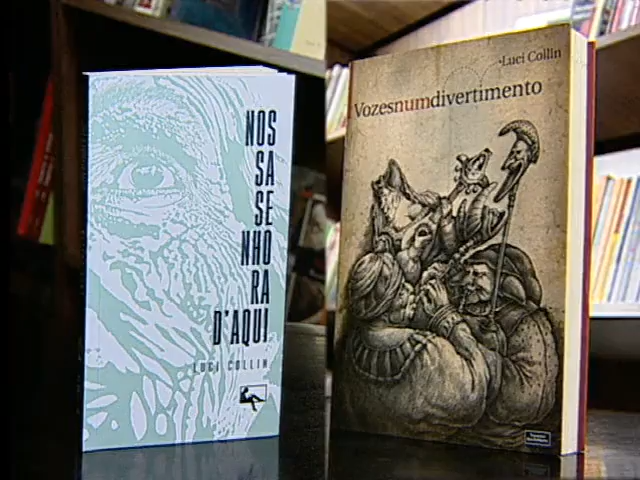 NOS
SA
SE
NHO
RA
D'AQUI
LUCI COLLIN
Luci Collin
Vozesnumdivertimento